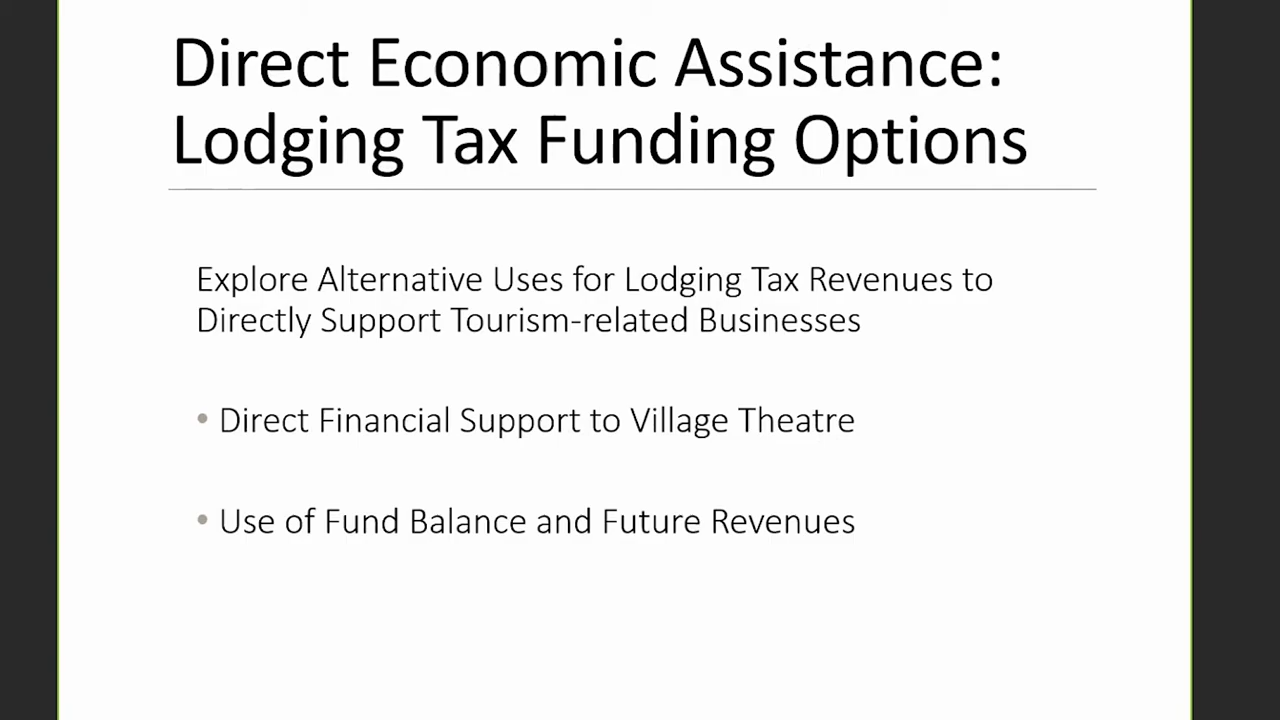 Direct Economic Assistance:
Lodging Tax Funding Options
Explore Alternative Uses for Lodging Tax Revenues to
Directly Support Tourism-related Businesses
• Direct Financial Support to Village Theatre
• Use of Fund Balance and Future Revenues